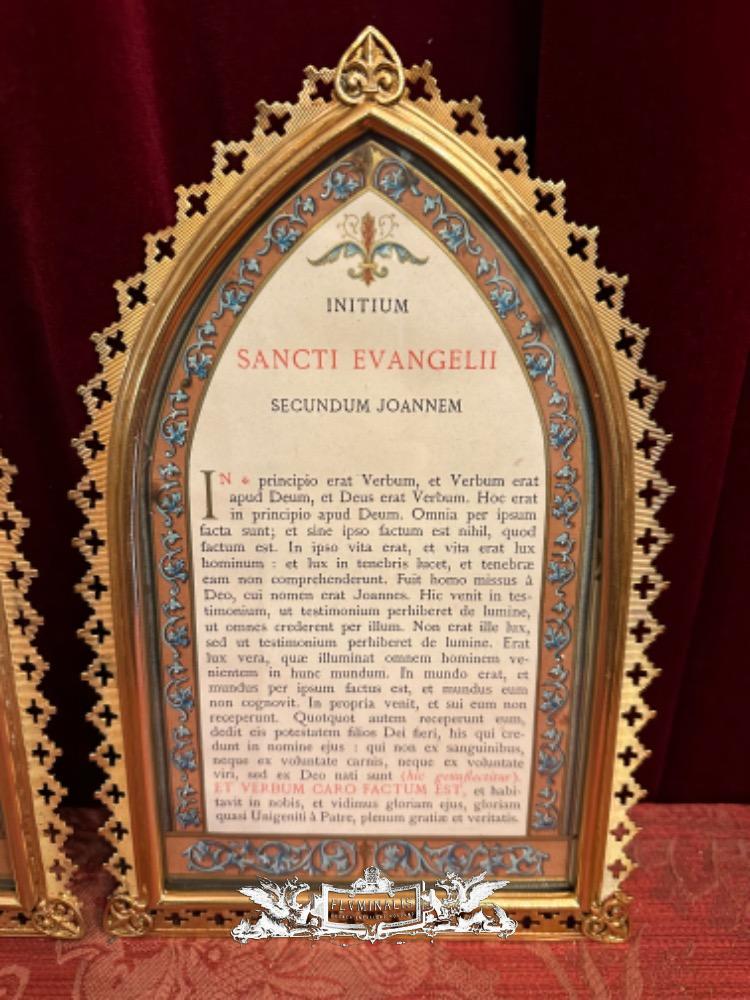 INITIUM
SANCTI EVANGELII
SECUNDUM JOANNEM
IN ✠ principio erat Verbum, et Verbum erat
apud Deum, et Deus erat Verbum. Hoc erat
in principio apud Deum. Omnia per ipsum
facta sunt; et sine ipso factum est nihil, quod
factum est. In ipso vita erat, et vita erat lux
hominum : et lux in tenebris lucet, et tenebræ
eam non comprehenderunt. Fuit homo missus à
Deo, cui nomen erat Joannes. Hic venit in tes-
timonium, ut testimonium perhiberet de lumine,
ut omnes crederent per illum. Non erat ille lux,
sed ut testimonium perhiberet de lumine. Erat
lux vera, quæ illuminat omnem hominem ve-
nientem in hunc mundum. In mundo erat, et
mundus per ipsum factus est, et mundus eum
non cognovit. In propria venit, et sui eum non
receperunt. Quotquot autem receperunt eum,
dedit eis potestatem filios Dei fieri, his qui cre-
dunt in nomine ejus : qui non ex sanguinibus,
neque ex voluntate carnis, neque ex voluntate
viri, sed ex Deo nati sunt (hic genuflectitur).
ET VERBUM CARO FACTUM EST, et habi-
tavit in nobis, et vidimus gloriam ejus, gloriam
quasi Unigeniti à Patre, plenum gratiæ et veritatis.
FLVMINALIS